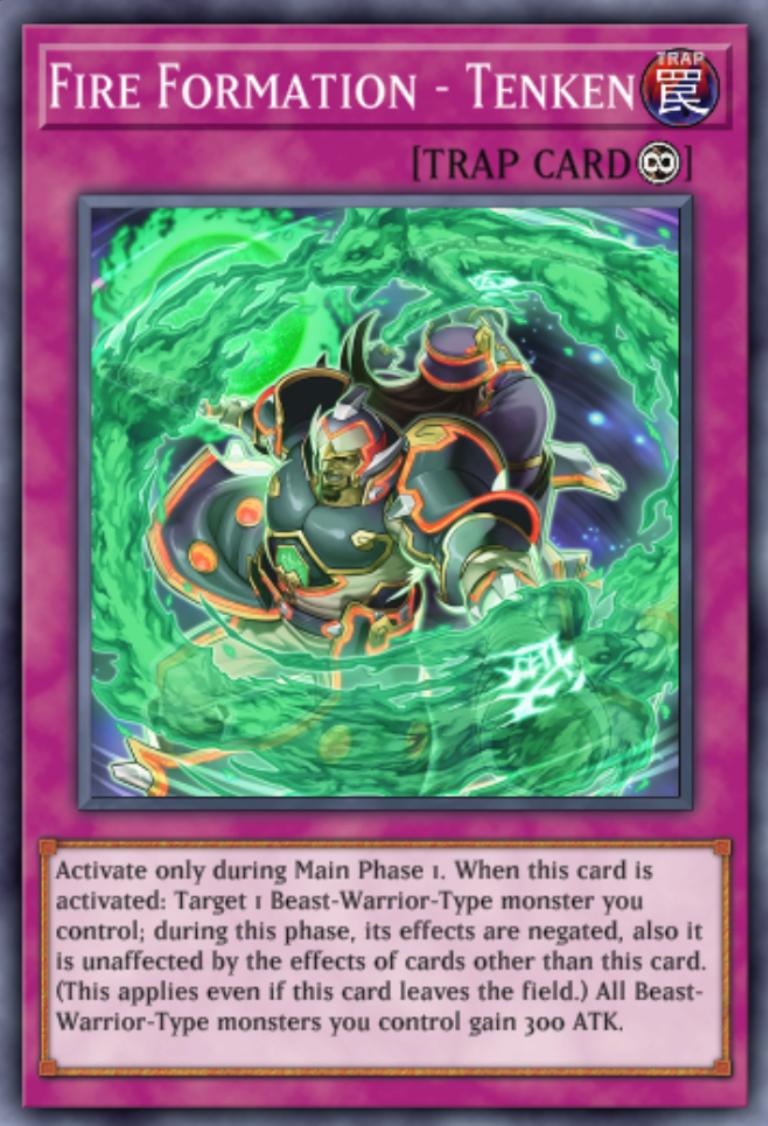 FIRE FORMATION - TENKEN
TRAP
罠
[TRAP CARD]
Activate only during Main Phase 1. When this card is
activated: Target 1 Beast-Warrior-Type monster you
control; during this phase, its effects are negated, also it
is unaffected by the effects of cards other than this card.
(This applies even if this card leaves the field.) All Beast-
Warrior-Type monsters you control gain 300 ATK.